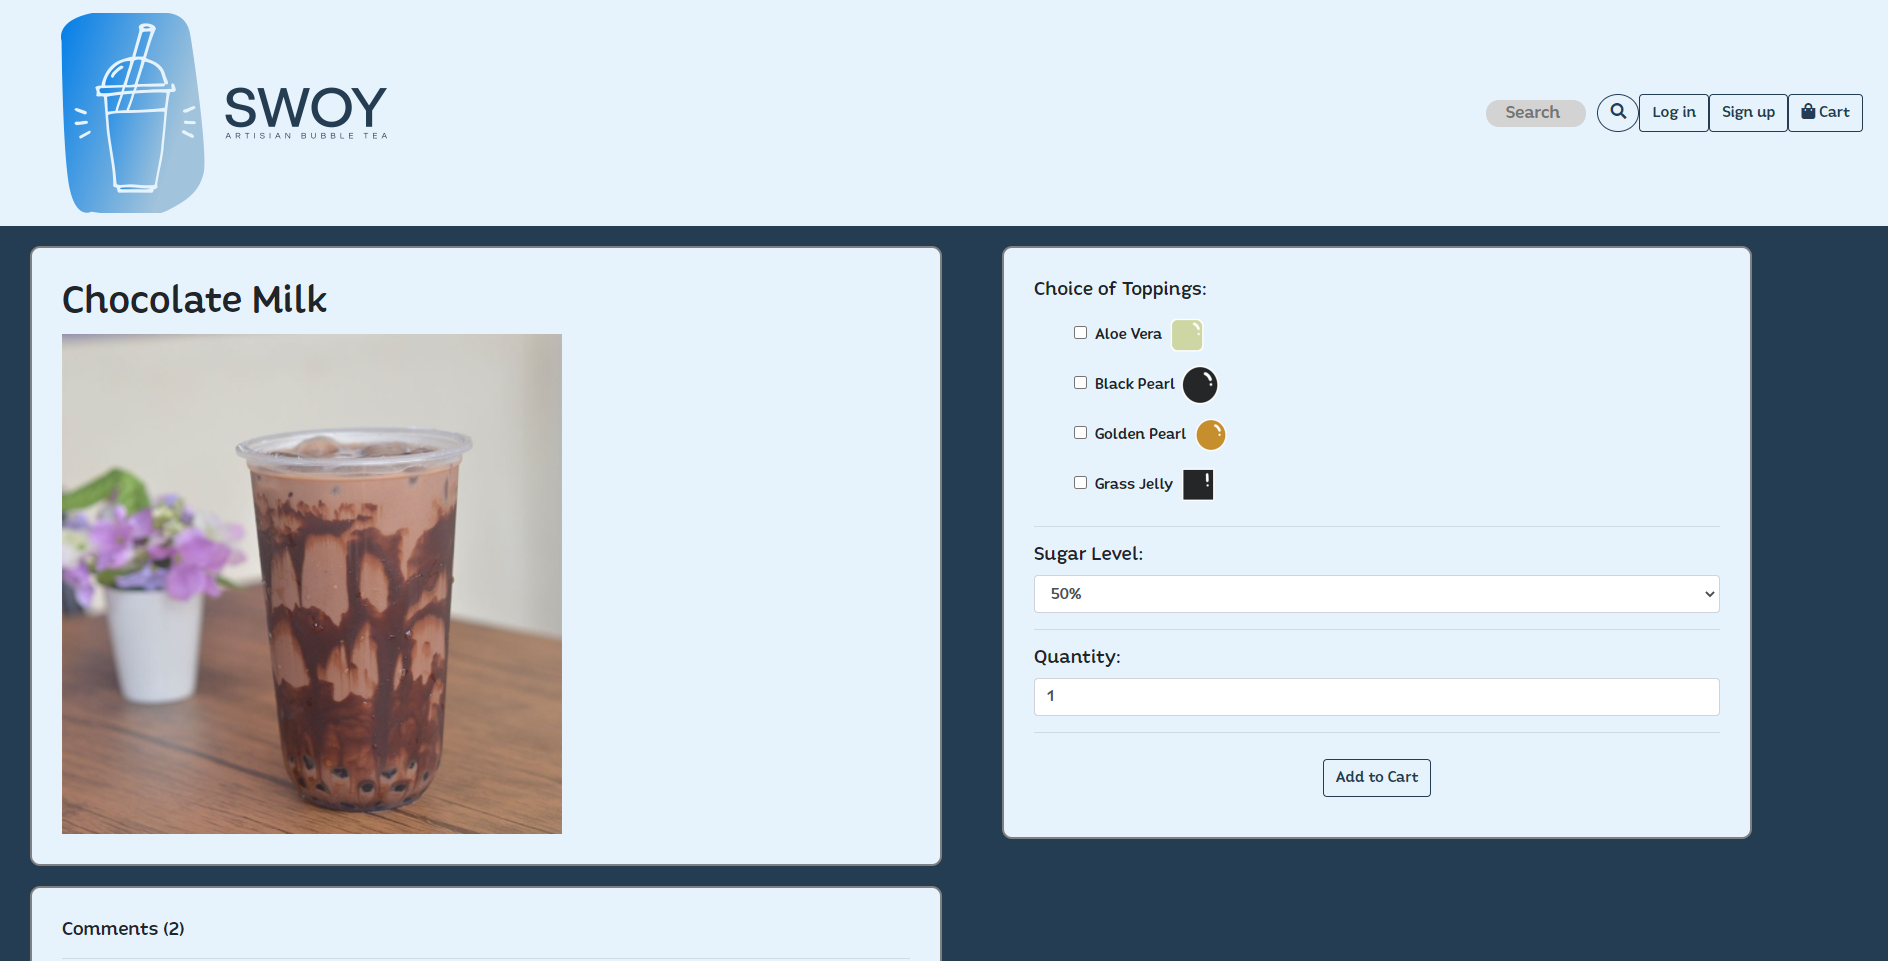 SWOY
ARTISIAN BUBBLE TEA
Search
Log in
Sign up
Cart
Chocolate Milk
Choice of Toppings:
Aloe Vera
Black Pearl
Golden Pearl
Grass Jelly
Sugar Level:
50%
Quantity:
1
Add to Cart
Comments (2)